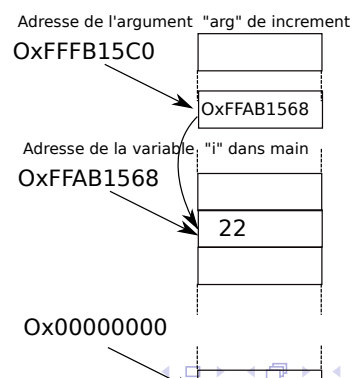 Adresse de l'argument "arg" de increment
OxFFFB15C0
OxFFAB1568
Adresse de la variable "i" dans main
OxFFAB1568
22
Ox00000000